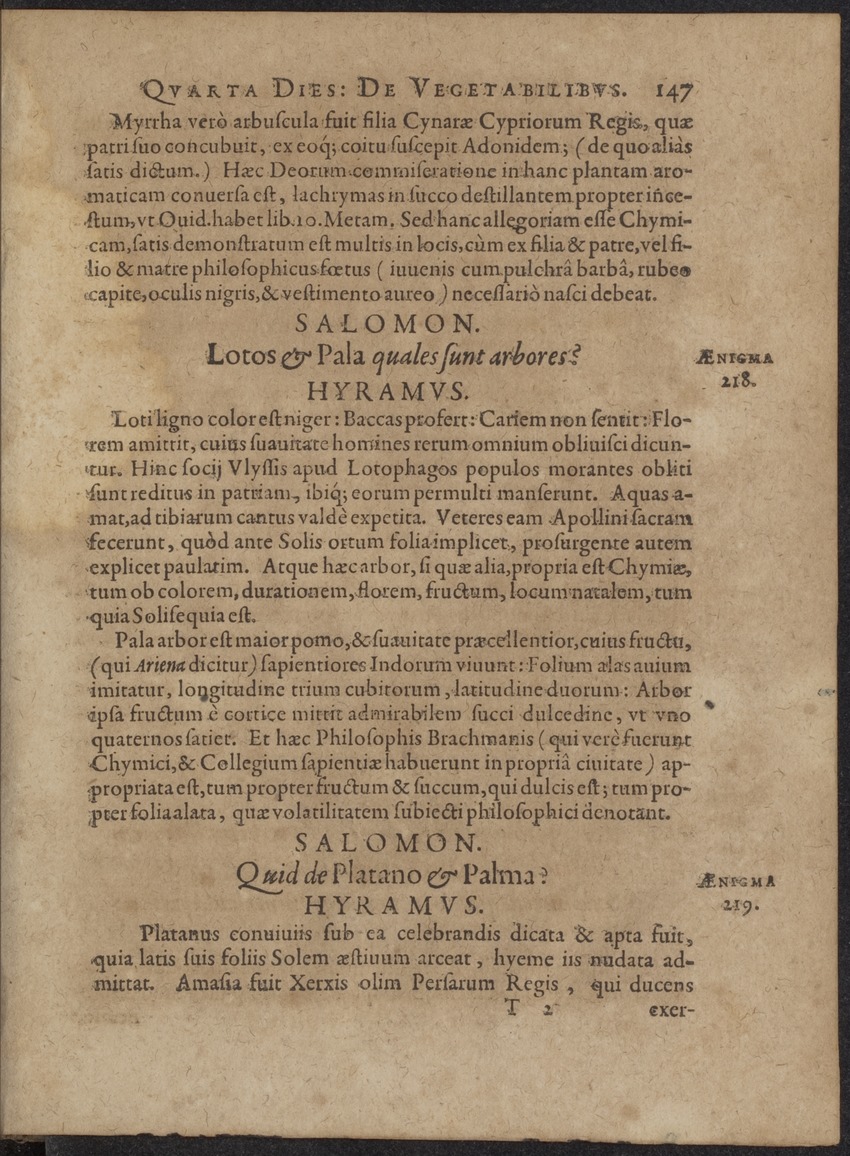 QVARTA DIES: DE VEGETABILIBVS. 147
Myrrha verò arbuſcula fuit filia Cynaræ Cypriorum Regis, quæ
patri ſuo concubuit, ex eoq́; coitu ſuſcepit Adonidem; (de quo aliàs
ſatis dictum.) Hæc Deorum commiſeratione in hanc plantam aro-
maticam conuerſa eſt, lachrymas in ſucco deſtillantem propter ince-
ſtum, vt Ouid. habet lib. 10. Metam. Sed hanc allegoriam eſſe Chymi-
cam, ſatis demonſtratum eſt multis in locis, cùm ex filia & patre, vel fi-
lio & matre philoſophicus fœtus (iuuenis cum pulchrâ barbâ, rubeo
capite, oculis nigris, & veſtimento aureo) neceſſariò naſci debeat.
SALOMON.
Lotos & Pala quales ſunt arbores?
ÆNIGMA
218.
HYRAMVS.
Loti ligno color eſt niger: Baccas profert: Cariem non ſentit: Flo-
rem amittit, cuius ſuauitate homines rerum omnium obliuiſci dicun-
tur. Hinc ſocij Vlyſſis apud Lotophagos populos morantes obliti
ſunt reditus in patriam, ibiq́; eorum permulti manſerunt. Aquas a-
mat, ad tibiarum cantus valdè expetita. Veteres eam Apollini ſacram
fecerunt, quòd ante Solis ortum folia implicet, proſurgente autem
explicet paulatim. Atque hæc arbor, ſi quæ alia, propria eſt Chymiæ,
tum ob colorem, durationem, florem, fructum, locum natalem, tum
quia Soliſequia eſt.
Pala arbor eſt maior pomo, & ſuauitate præcellentior, cuius fructu,
(qui Ariena dicitur) ſapientiores Indorum viuunt: Folium alas auium
imitatur, longitudine trium cubitorum, latitudine duorum: Arbor
ipſa fructum è cortice mittit admirabilem ſucci dulcedine, vt vno
quaternos ſatiet. Et hæc Philoſophis Brachmanis (qui verè fuerunt
Chymici, & Collegium ſapientiæ habuerunt in propriâ ciuitate) ap-
propriata eſt, tum propter fructum & ſuccum, qui dulcis eſt; tum pro-
pter folia alata, quæ volatilitatem ſubiecti philoſophici denotant.
SALOMON.
Quid de Platano & Palma?
ÆNIGMA
219.
HYRAMVS.
Platanus conuiuiis ſub ea celebrandis dicata & apta fuit,
quia latis ſuis foliis Solem æſtiuum arceat, hyeme iis nudata ad-
mittat. Amaſia fuit Xerxis olim Perſarum Regis, qui ducens
T 2 exer-